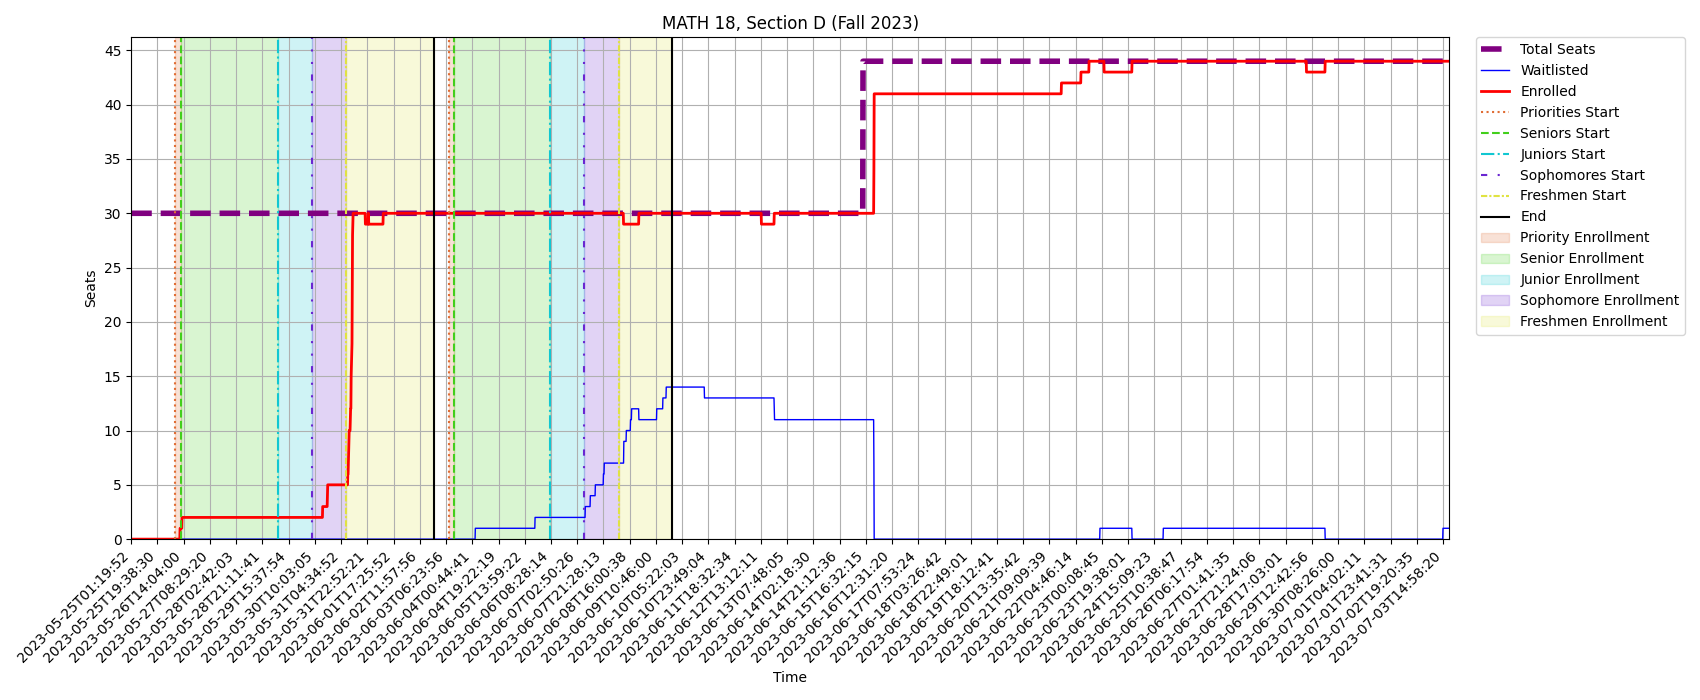 MATH 18, Section D (Fall 2023)
45
40
35
30
25
20
15
10
5
0
Seats
2023-05-25T01:19:52
2023-05-25T19:38:30
2023-05-26T14:04:00
2023-05-27T08:29:20
2023-05-28T02:42:03
2023-05-28T21:11:41
2023-05-29T15:37:54
2023-05-30T10:03:05
2023-05-31T04:34:52
2023-05-31T22:52:21
2023-06-01T17:25:52
2023-06-02T11:57:56
2023-06-03T06:23:56
2023-06-04T00:44:41
2023-06-04T19:22:19
2023-06-05T13:59:22
2023-06-06T08:28:14
2023-06-07T02:50:26
2023-06-07T21:28:13
2023-06-08T16:00:38
2023-06-09T10:46:00
2023-06-10T05:22:03
2023-06-10T23:49:04
2023-06-11T18:32:34
2023-06-12T13:12:11
2023-06-13T07:48:05
2023-06-14T02:18:30
2023-06-14T21:12:36
2023-06-15T16:32:15
2023-06-16T12:31:20
2023-06-17T07:53:24
2023-06-18T03:26:42
2023-06-18T22:49:01
2023-06-19T18:12:41
2023-06-20T13:35:42
2023-06-21T09:09:39
2023-06-22T04:46:14
2023-06-23T00:08:45
2023-06-23T19:38:01
2023-06-24T15:09:23
2023-06-25T10:38:47
2023-06-26T06:17:54
2023-06-27T01:41:35
2023-06-27T21:24:06
2023-06-28T17:03:01
2023-06-29T12:42:56
2023-06-30T08:26:00
2023-07-01T04:02:11
2023-07-01T23:41:31
2023-07-02T19:20:35
2023-07-03T14:58:20
Time
Total Seats
Waitlisted
Enrolled
Priorities Start
Seniors Start
Juniors Start
Sophomores Start
Freshmen Start
End
Priority Enrollment
Senior Enrollment
Junior Enrollment
Sophomore Enrollment
Freshmen Enrollment